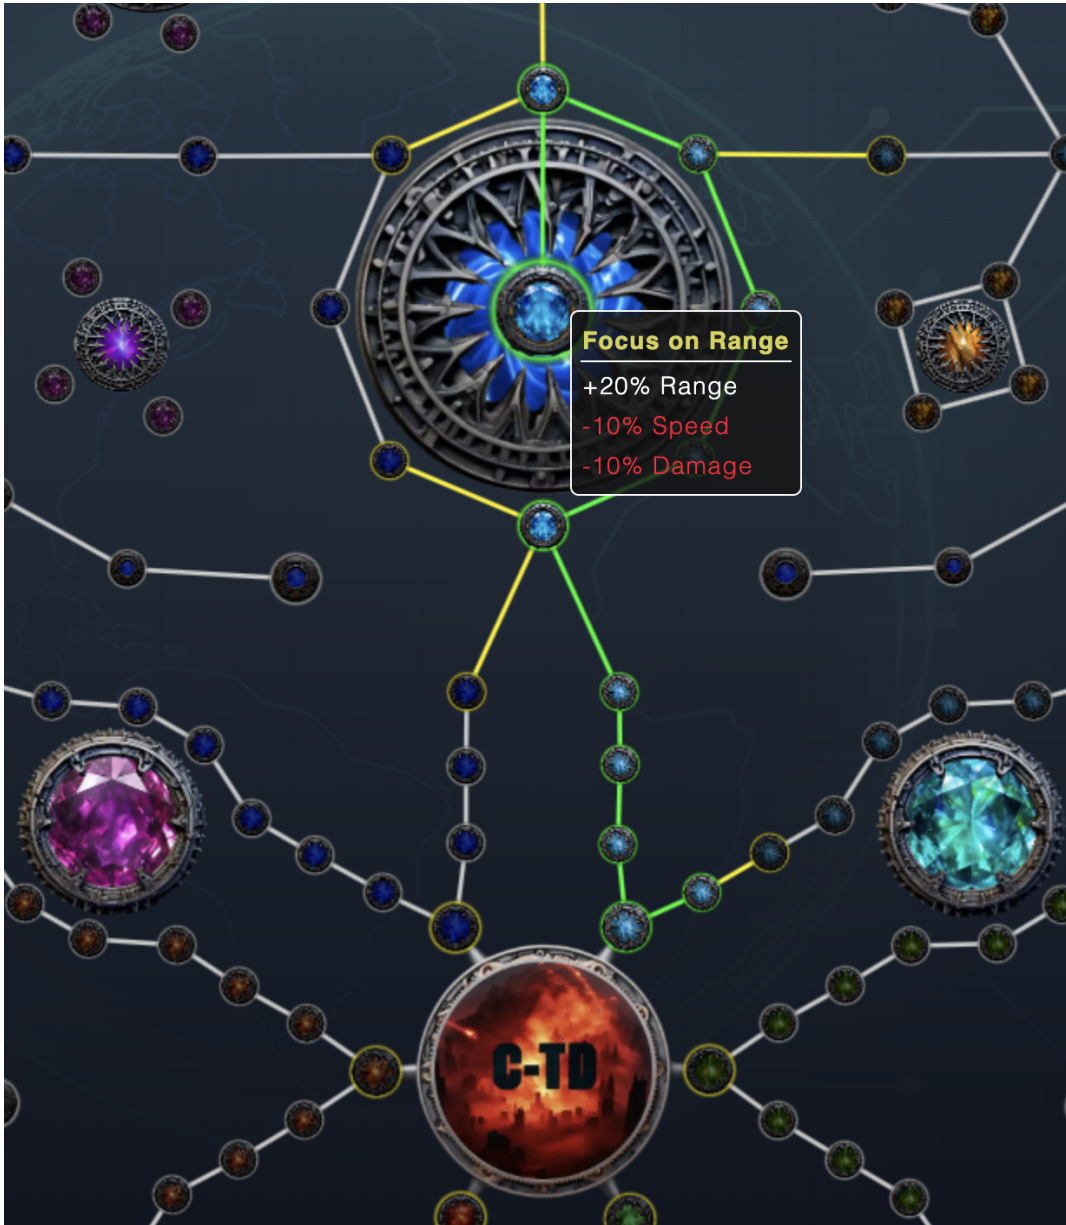 Focus on Range
+20% Range
-10% Speed
-10% Damage
C-TD